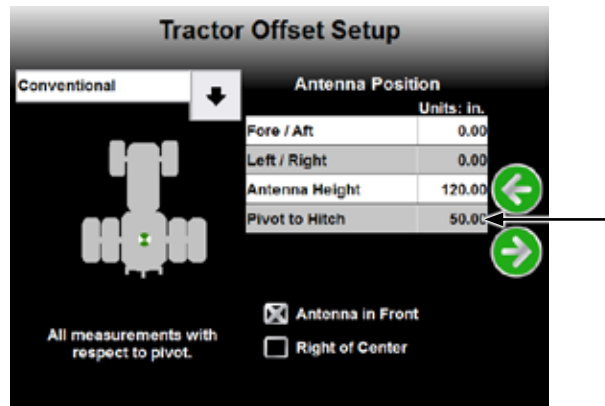 Tractor Offset Setup
Conventional
Antenna Position
Units: in.
Fore / Aft 0.00
Left / Right 0.00
Antenna Height 120.00
Pivot to Hitch 50.00
Antenna in Front
All measurements with
respect to pivot.
Right of Center